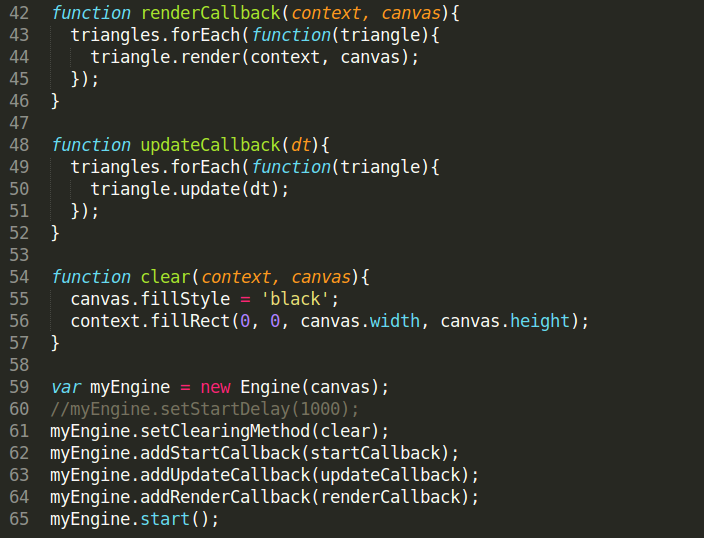 42 function renderCallback(context, canvas){
43   triangles.forEach(function(triangle){
44     triangle.render(context, canvas);
45   });
46 }
47
48 function updateCallback(dt){
49   triangles.forEach(function(triangle){
50     triangle.update(dt);
51   });
52 }
53
54 function clear(context, canvas){
55   canvas.fillStyle = 'black';
56   context.fillRect(0, 0, canvas.width, canvas.height);
57 }
58
59 var myEngine = new Engine(canvas);
60 //myEngine.setStartDelay(1000);
61 myEngine.setClearingMethod(clear);
62 myEngine.addStartCallback(startCallback);
63 myEngine.addUpdateCallback(updateCallback);
64 myEngine.addRenderCallback(renderCallback);
65 myEngine.start();